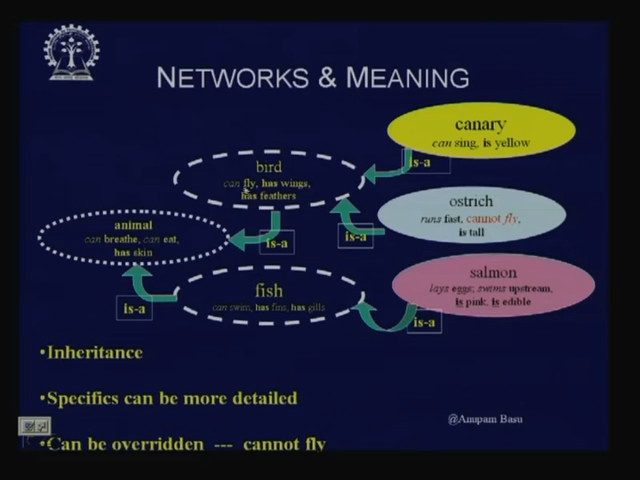 NETWORKS & MEANING
canary
can sing, is yellow
is-a
bird
can fly, has wings,
has feathers
ostrich
runs fast, cannot fly,
is tall
is-a
animal
can breathe, can eat,
has skin
is-a
salmon
lays eggs; swims upstream,
is pink, is edible
fish
can swim, has fins, has gills
is-a
is-a
•Inheritance
•Specifics can be more detailed
@Anupam Basu
•Can be overridden --- cannot fly